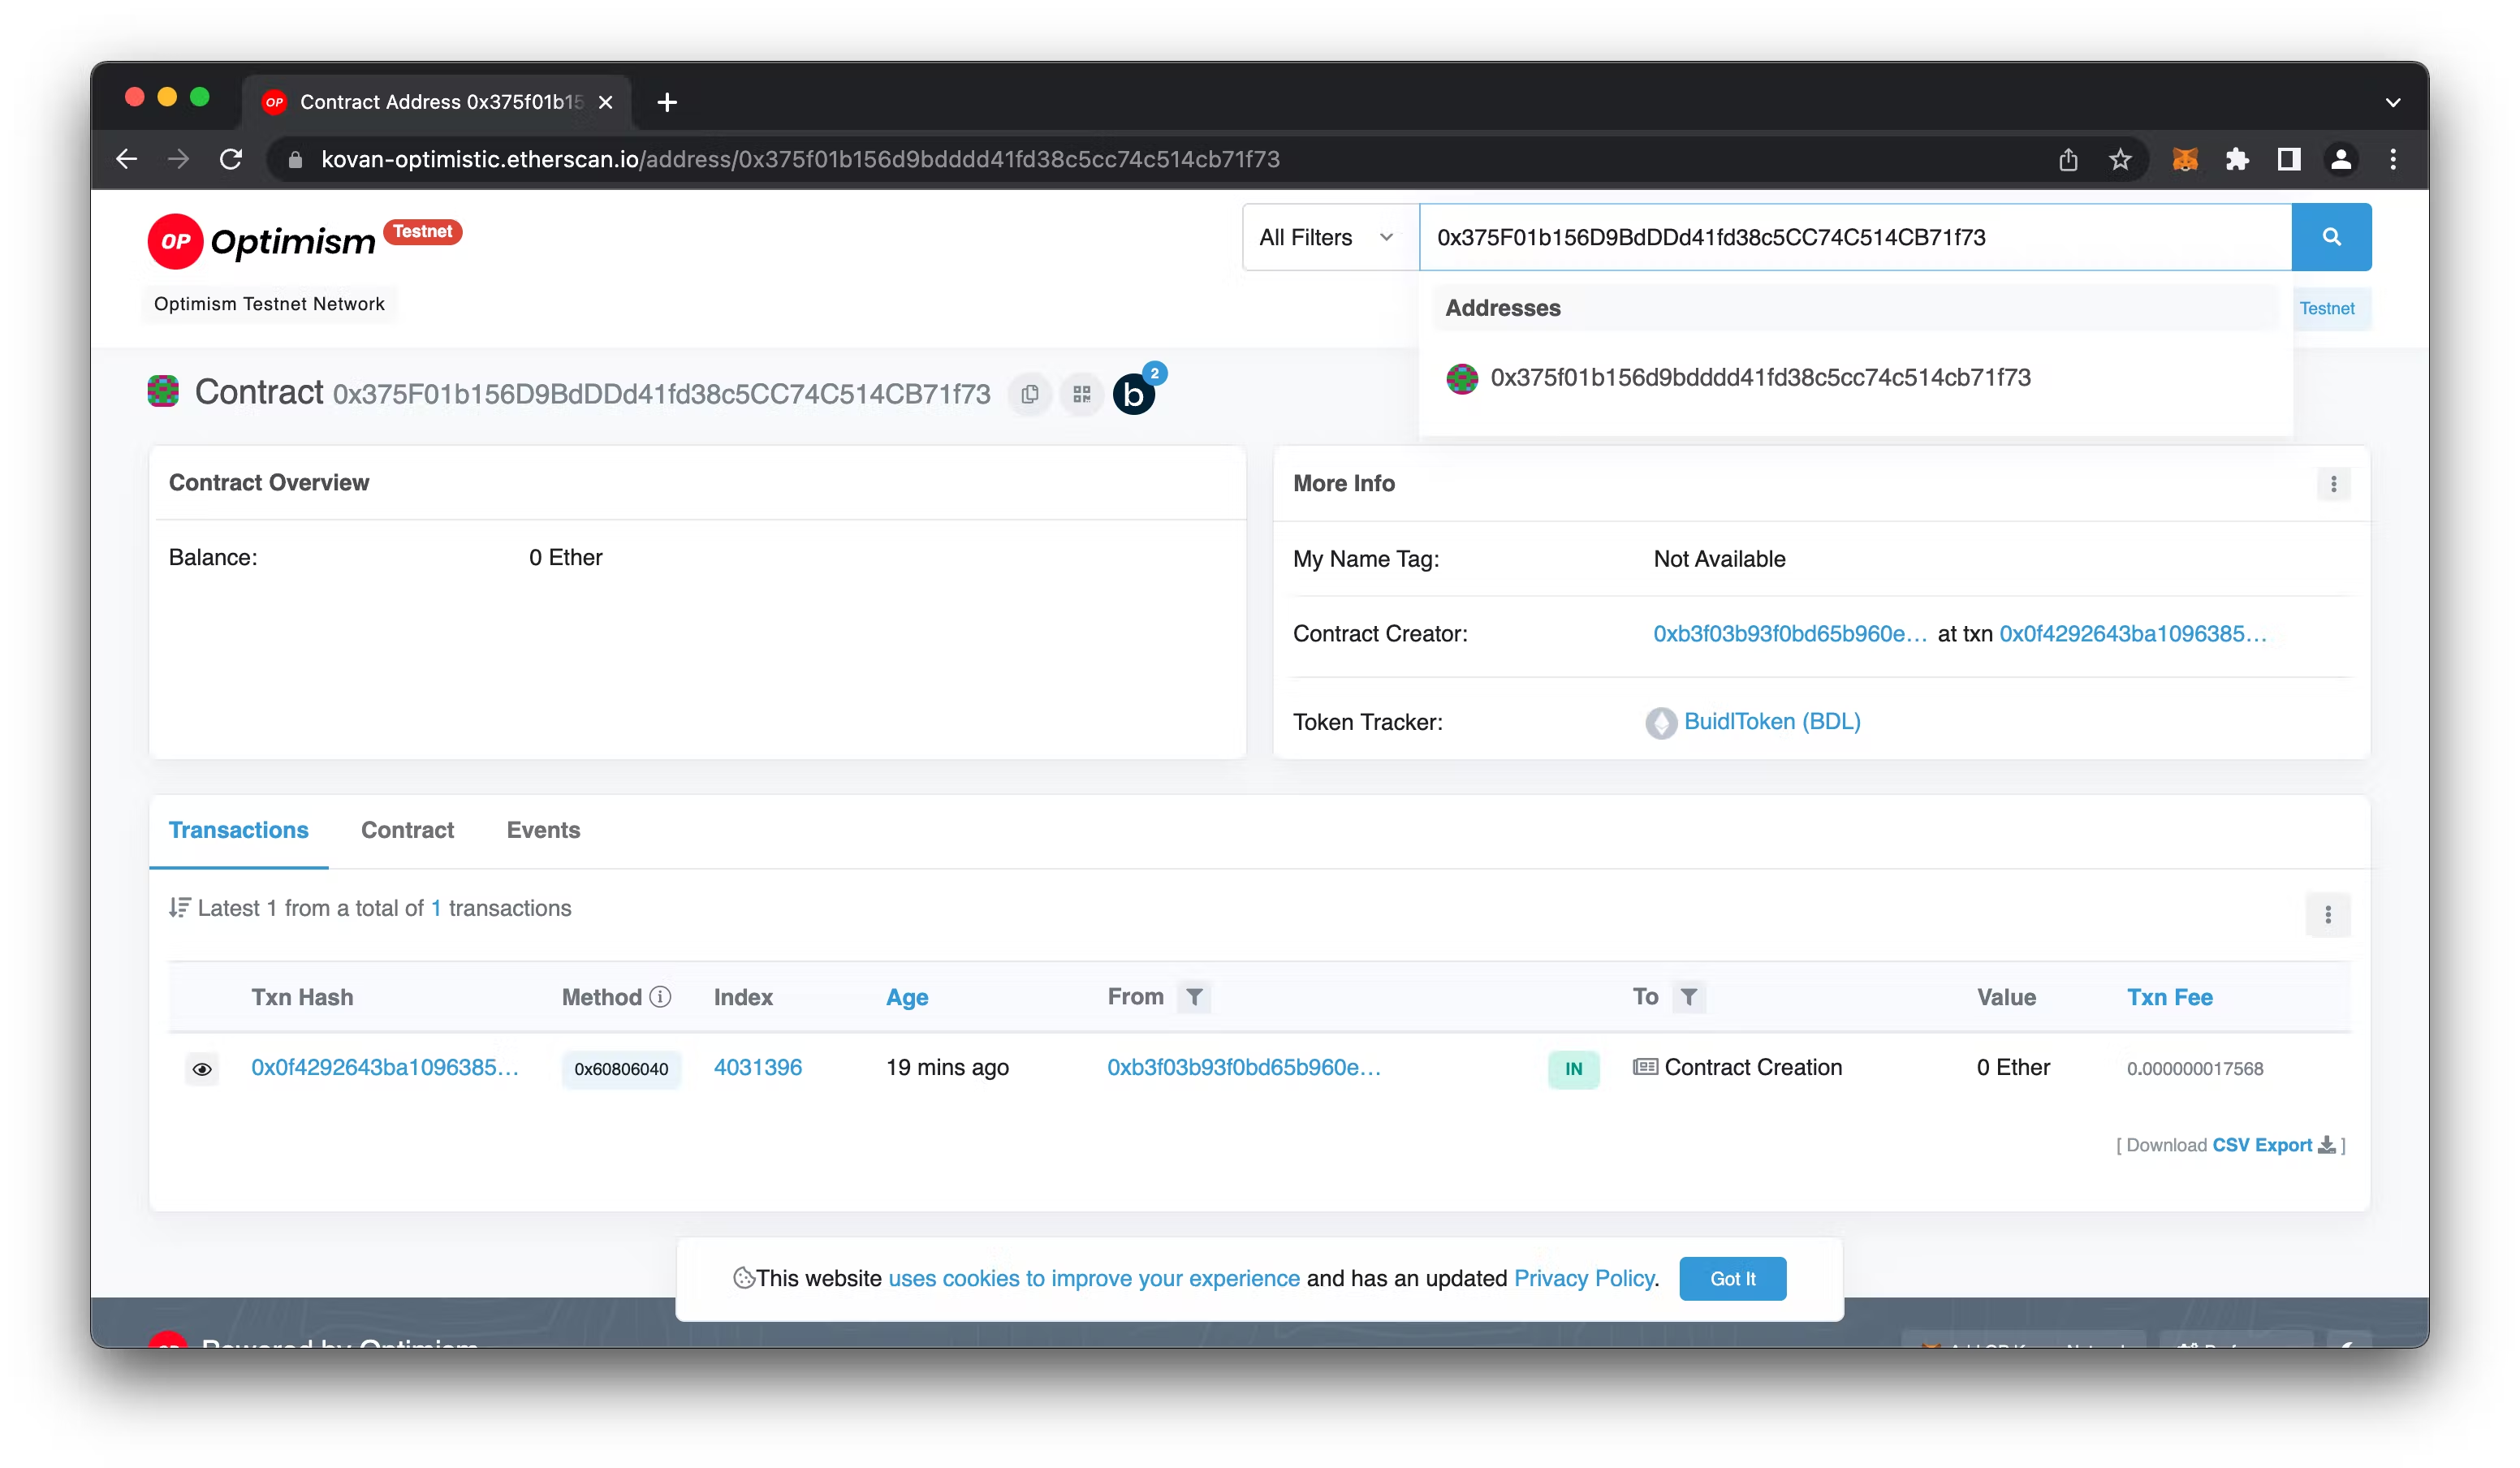 OP Contract Address 0x375f01b15
kovan-optimistic.etherscan.io/address/0x375f01b156d9bdddd41fd38c5cc74c514cb71f73
OP Optimism Testnet
All Filters 0x375F01b156D9BdDDd41fd38c5CC74C514CB71f73
Optimism Testnet Network
Addresses
Testnet
0x375f01b156d9bdddd41fd38c5cc74c514cb71f73
Contract 0x375F01b156D9BdDDd41fd38c5CC74C514CB71f73 b 2
Contract Overview
Balance: 0 Ether
More Info
My Name Tag: Not Available
Contract Creator: 0xb3f03b93f0bd65b960e... at txn 0x0f4292643ba1096385...
Token Tracker: BuidlToken (BDL)
Transactions Contract Events
Latest 1 from a total of 1 transactions
Txn Hash Method Index Age From To Value Txn Fee
0x0f4292643ba1096385... 0x60806040 4031396 19 mins ago 0xb3f03b93f0bd65b960e... IN Contract Creation 0 Ether 0.000000017568
[ Download CSV Export ]
This website uses cookies to improve your experience and has an updated Privacy Policy. Got It
Powered by Optimism